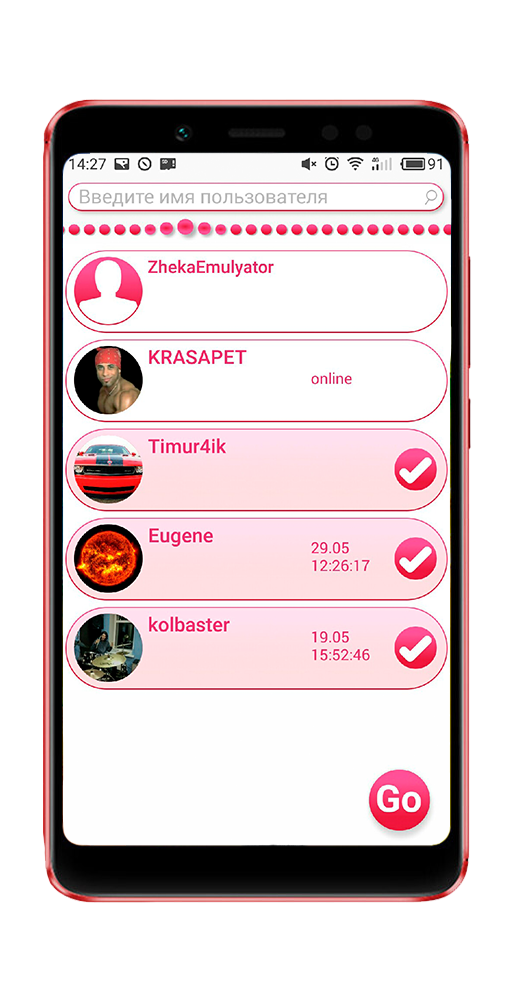 14:27 4G 91
Введите имя пользователя
ZhekaEmulyator
KRASAPET
online
Timur4ik
Eugene
29.05
12:26:17
kolbaster
19.05
15:52:46
Go